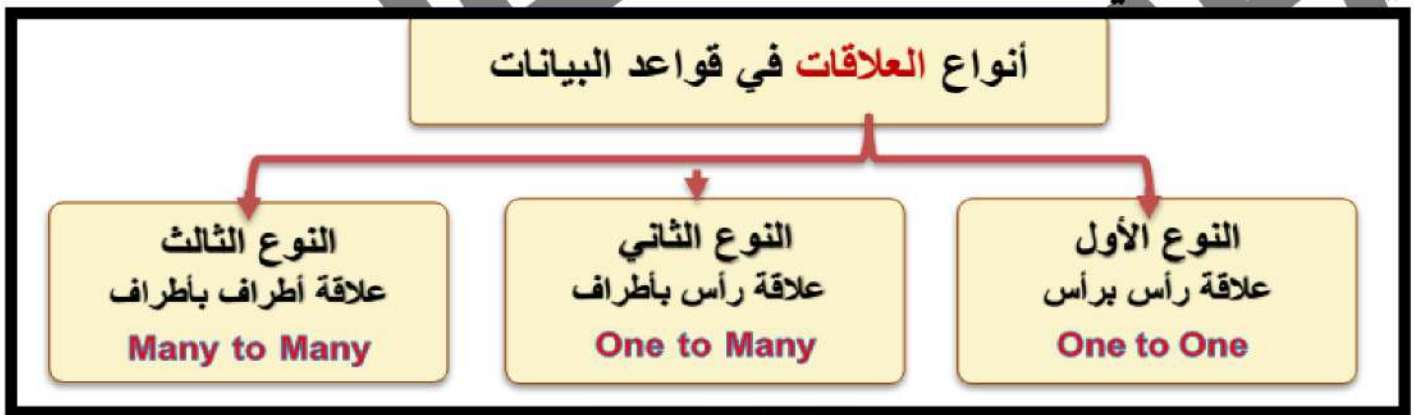 أنواع العلاقات في قواعد البيانات
النوع الأول
علاقة رأس برأس
One to One
النوع الثاني
علاقة رأس بأطراف
One to Many
النوع الثالث
علاقة أطراف بأطراف
Many to Many